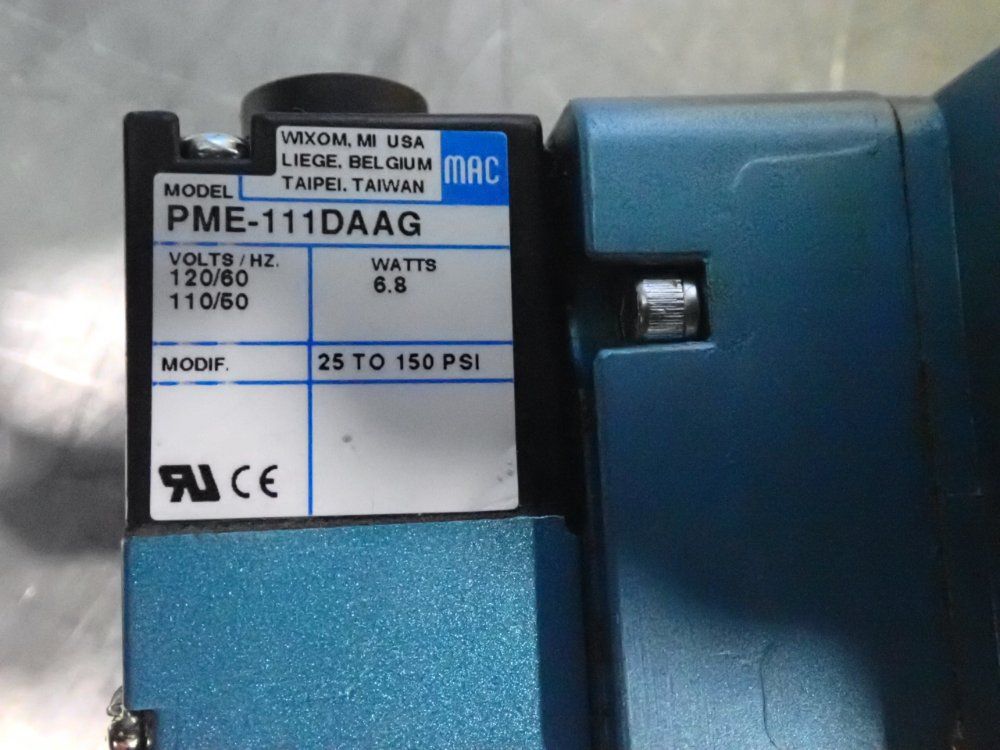 WIXOM, MI USA
LIEGE, BELGIUM
TAIPEI, TAIWAN
MAC
MODEL
PME-111DAAG
VOLTS / HZ.
120/60
110/50
WATTS
6.8
MODIF.
25 TO 150 PSI
RU CE